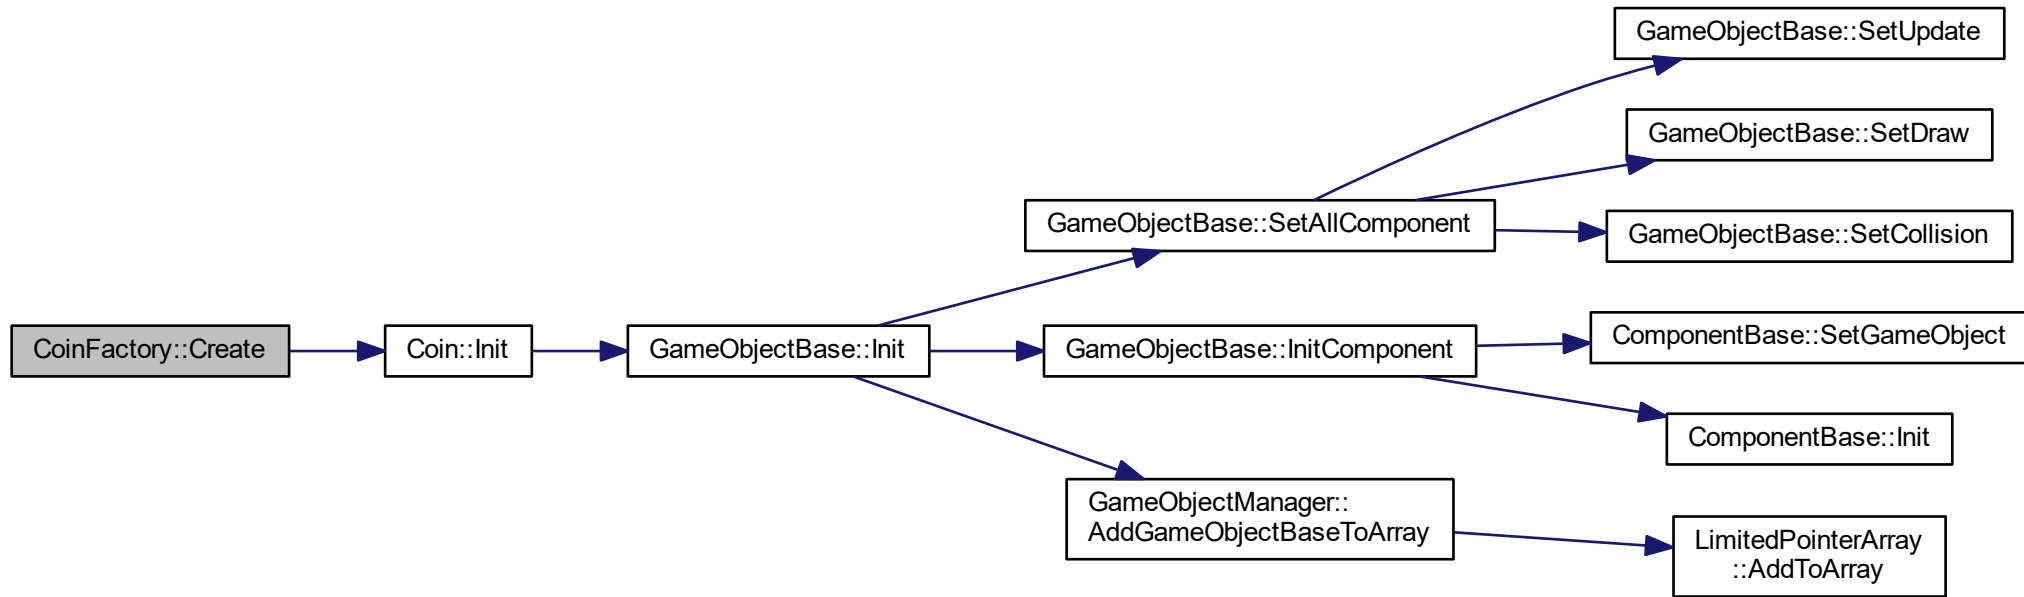 GameObjectBase::SetUpdate
GameObjectBase::SetDraw
GameObjectBase::SetAllComponent
GameObjectBase::SetCollision
CoinFactory::Create
Coin::Init
GameObjectBase::Init
GameObjectBase::InitComponent
ComponentBase::SetGameObject
ComponentBase::Init
GameObjectManager::
AddGameObjectBaseToArray
LimitedPointerArray
::AddToArray